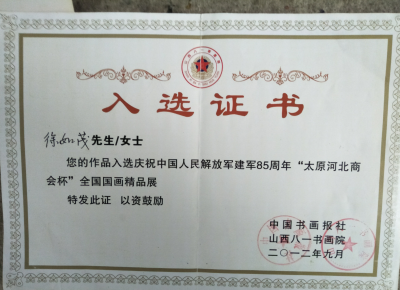 入选证书
徐如茂先生/女士
您的作品入选庆祝中国人民解放军建军85周年“太原河北商
会杯”全国国画精品展
特发此证 以资鼓励
中国书画报社
山西八一书画院
二〇一二年九月